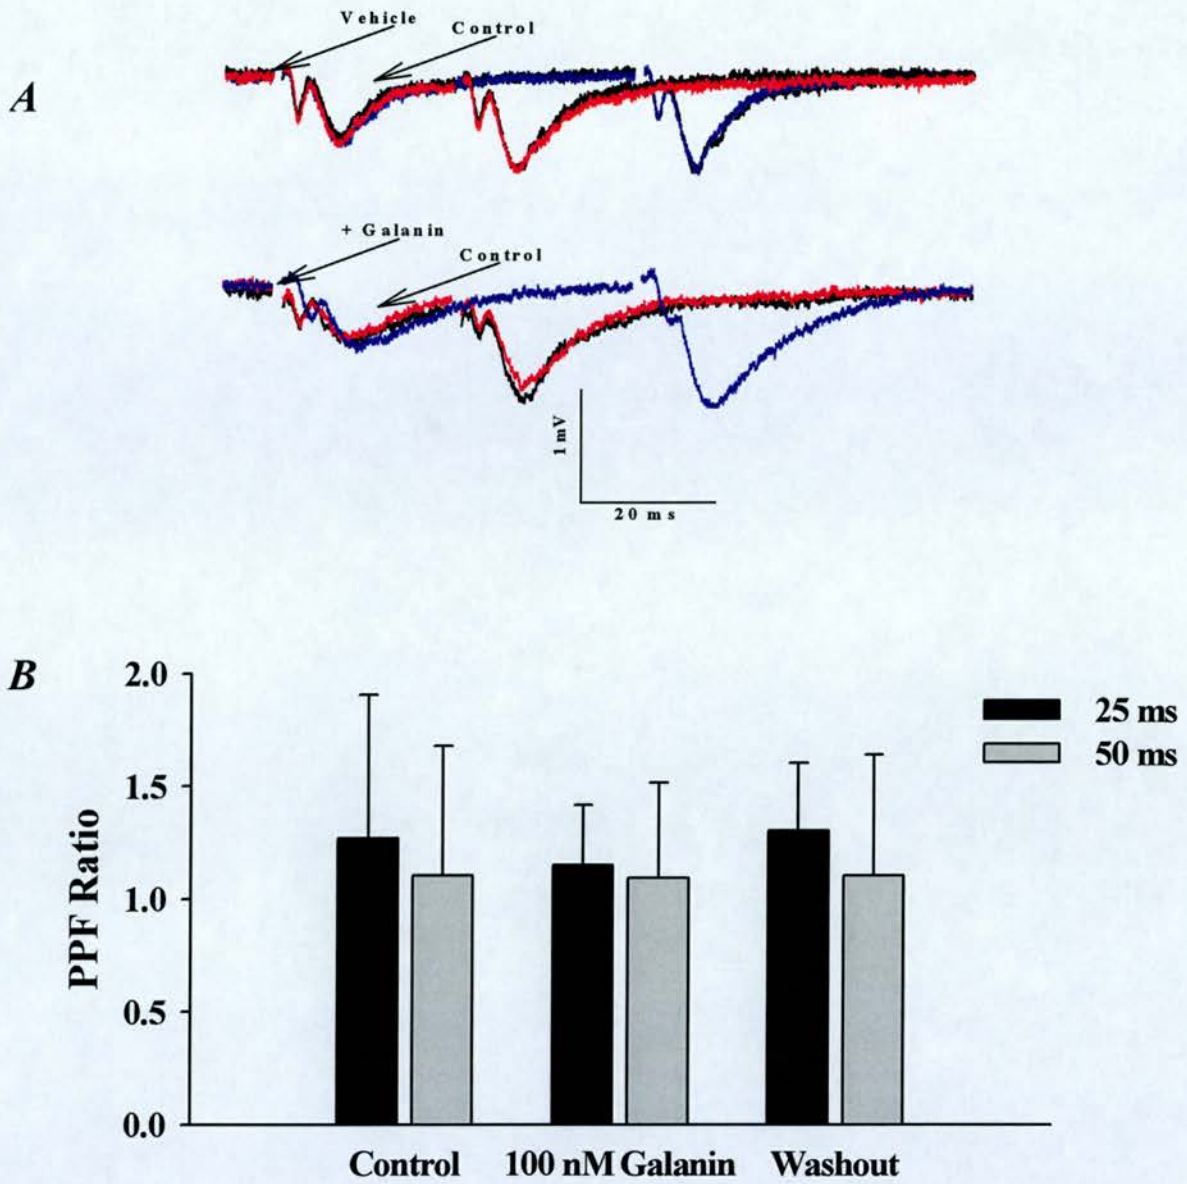 A
Vehicle
Control
+ Galanin
Control
1 mV
20 ms
B
2.0
1.5
1.0
0.5
0.0
PPF Ratio
25 ms
50 ms
Control 100 nM Galanin Washout